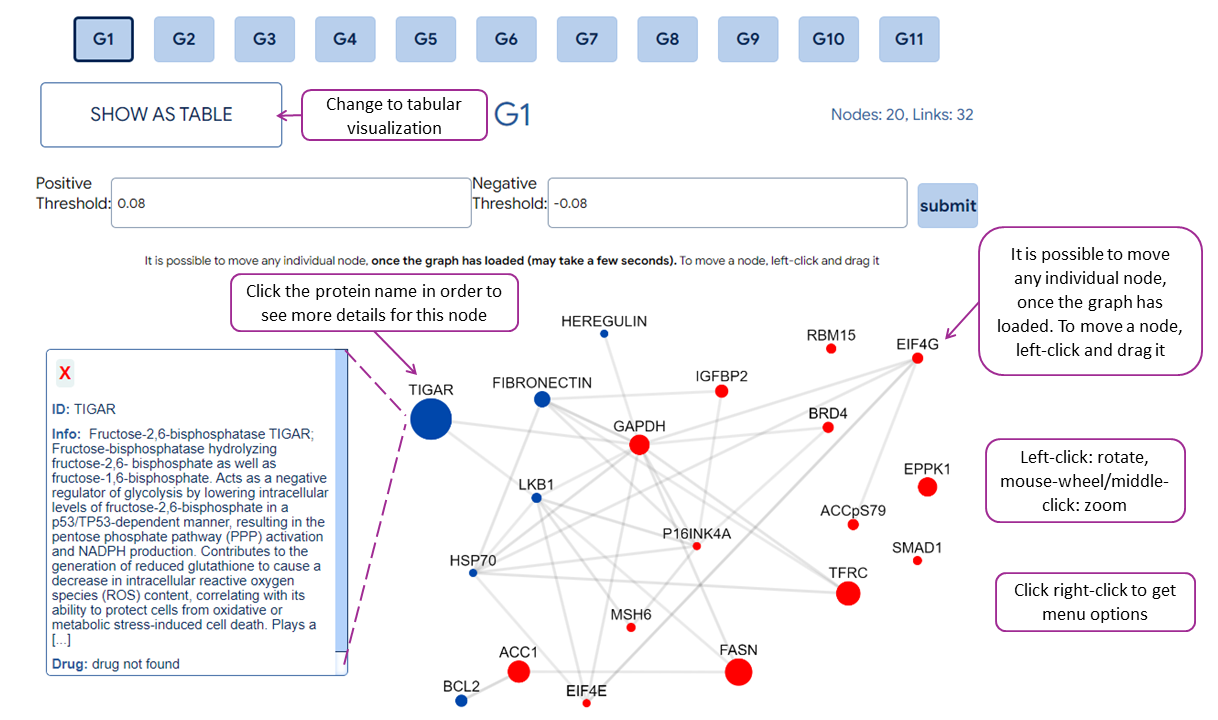 G1
G2
G3
G4
G5
G6
G7
G8
G9
G10
G11
SHOW AS TABLE
Change to tabular
visualization
G1
Nodes: 20, Links: 32
Positive
Threshold:
0.08
Negative
Threshold:
-0.08
submit
It is possible to move any individual node, once the graph has loaded (may take a few seconds). To move a node, left-click and drag it
Click the protein name in order to
see more details for this node
It is possible to move
any individual node,
once the graph has
loaded. To move a node,
left-click and drag it
X
ID: TIGAR
Info: Fructose-2,6-bisphosphatase TIGAR;
Fructose-bisphosphatase hydrolyzing
fructose-2,6- bisphosphate as well as
fructose-1,6-bisphosphate. Acts as a negative
regulator of glycolysis by lowering intracellular
levels of fructose-2,6-bisphosphate in a
p53/TP53-dependent manner, resulting in the
pentose phosphate pathway (PPP) activation
and NADPH production. Contributes to the
generation of reduced glutathione to cause a
decrease in intracellular reactive oxygen
species (ROS) content, correlating with its
ability to protect cells from oxidative or
metabolic stress-induced cell death. Plays a
[...]
Drug: drug not found
HEREGULIN
RBM15
EIF4G
TIGAR
FIBRONECTIN
IGFBP2
GAPDH
BRD4
LKB1
EPPK1
ACCpS79
P16INK4A
SMAD1
HSP70
TFRC
MSH6
ACC1
FASN
BCL2
EIF4E
Left-click: rotate,
mouse-wheel/middle-
click: zoom
Click right-click to get
menu options